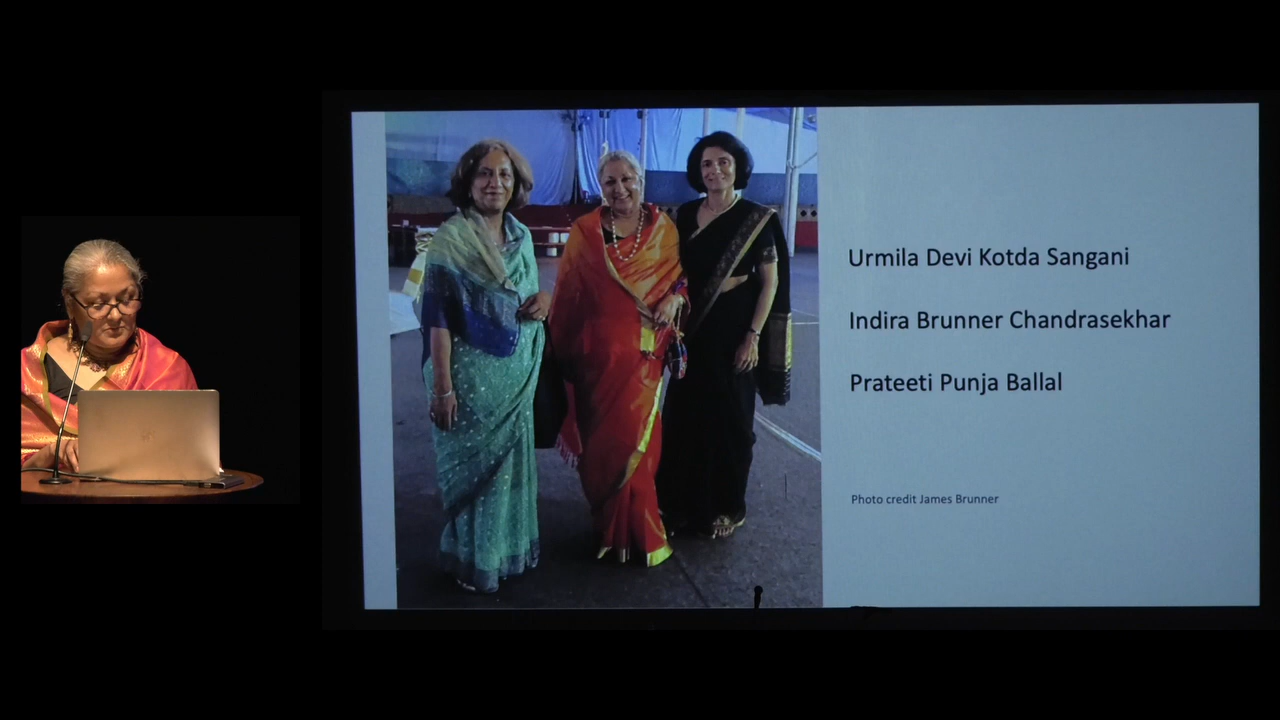 Urmila Devi Kotda Sangani
Indira Brunner Chandrasekhar
Prateeti Punja Ballal
Photo credit James Brunner